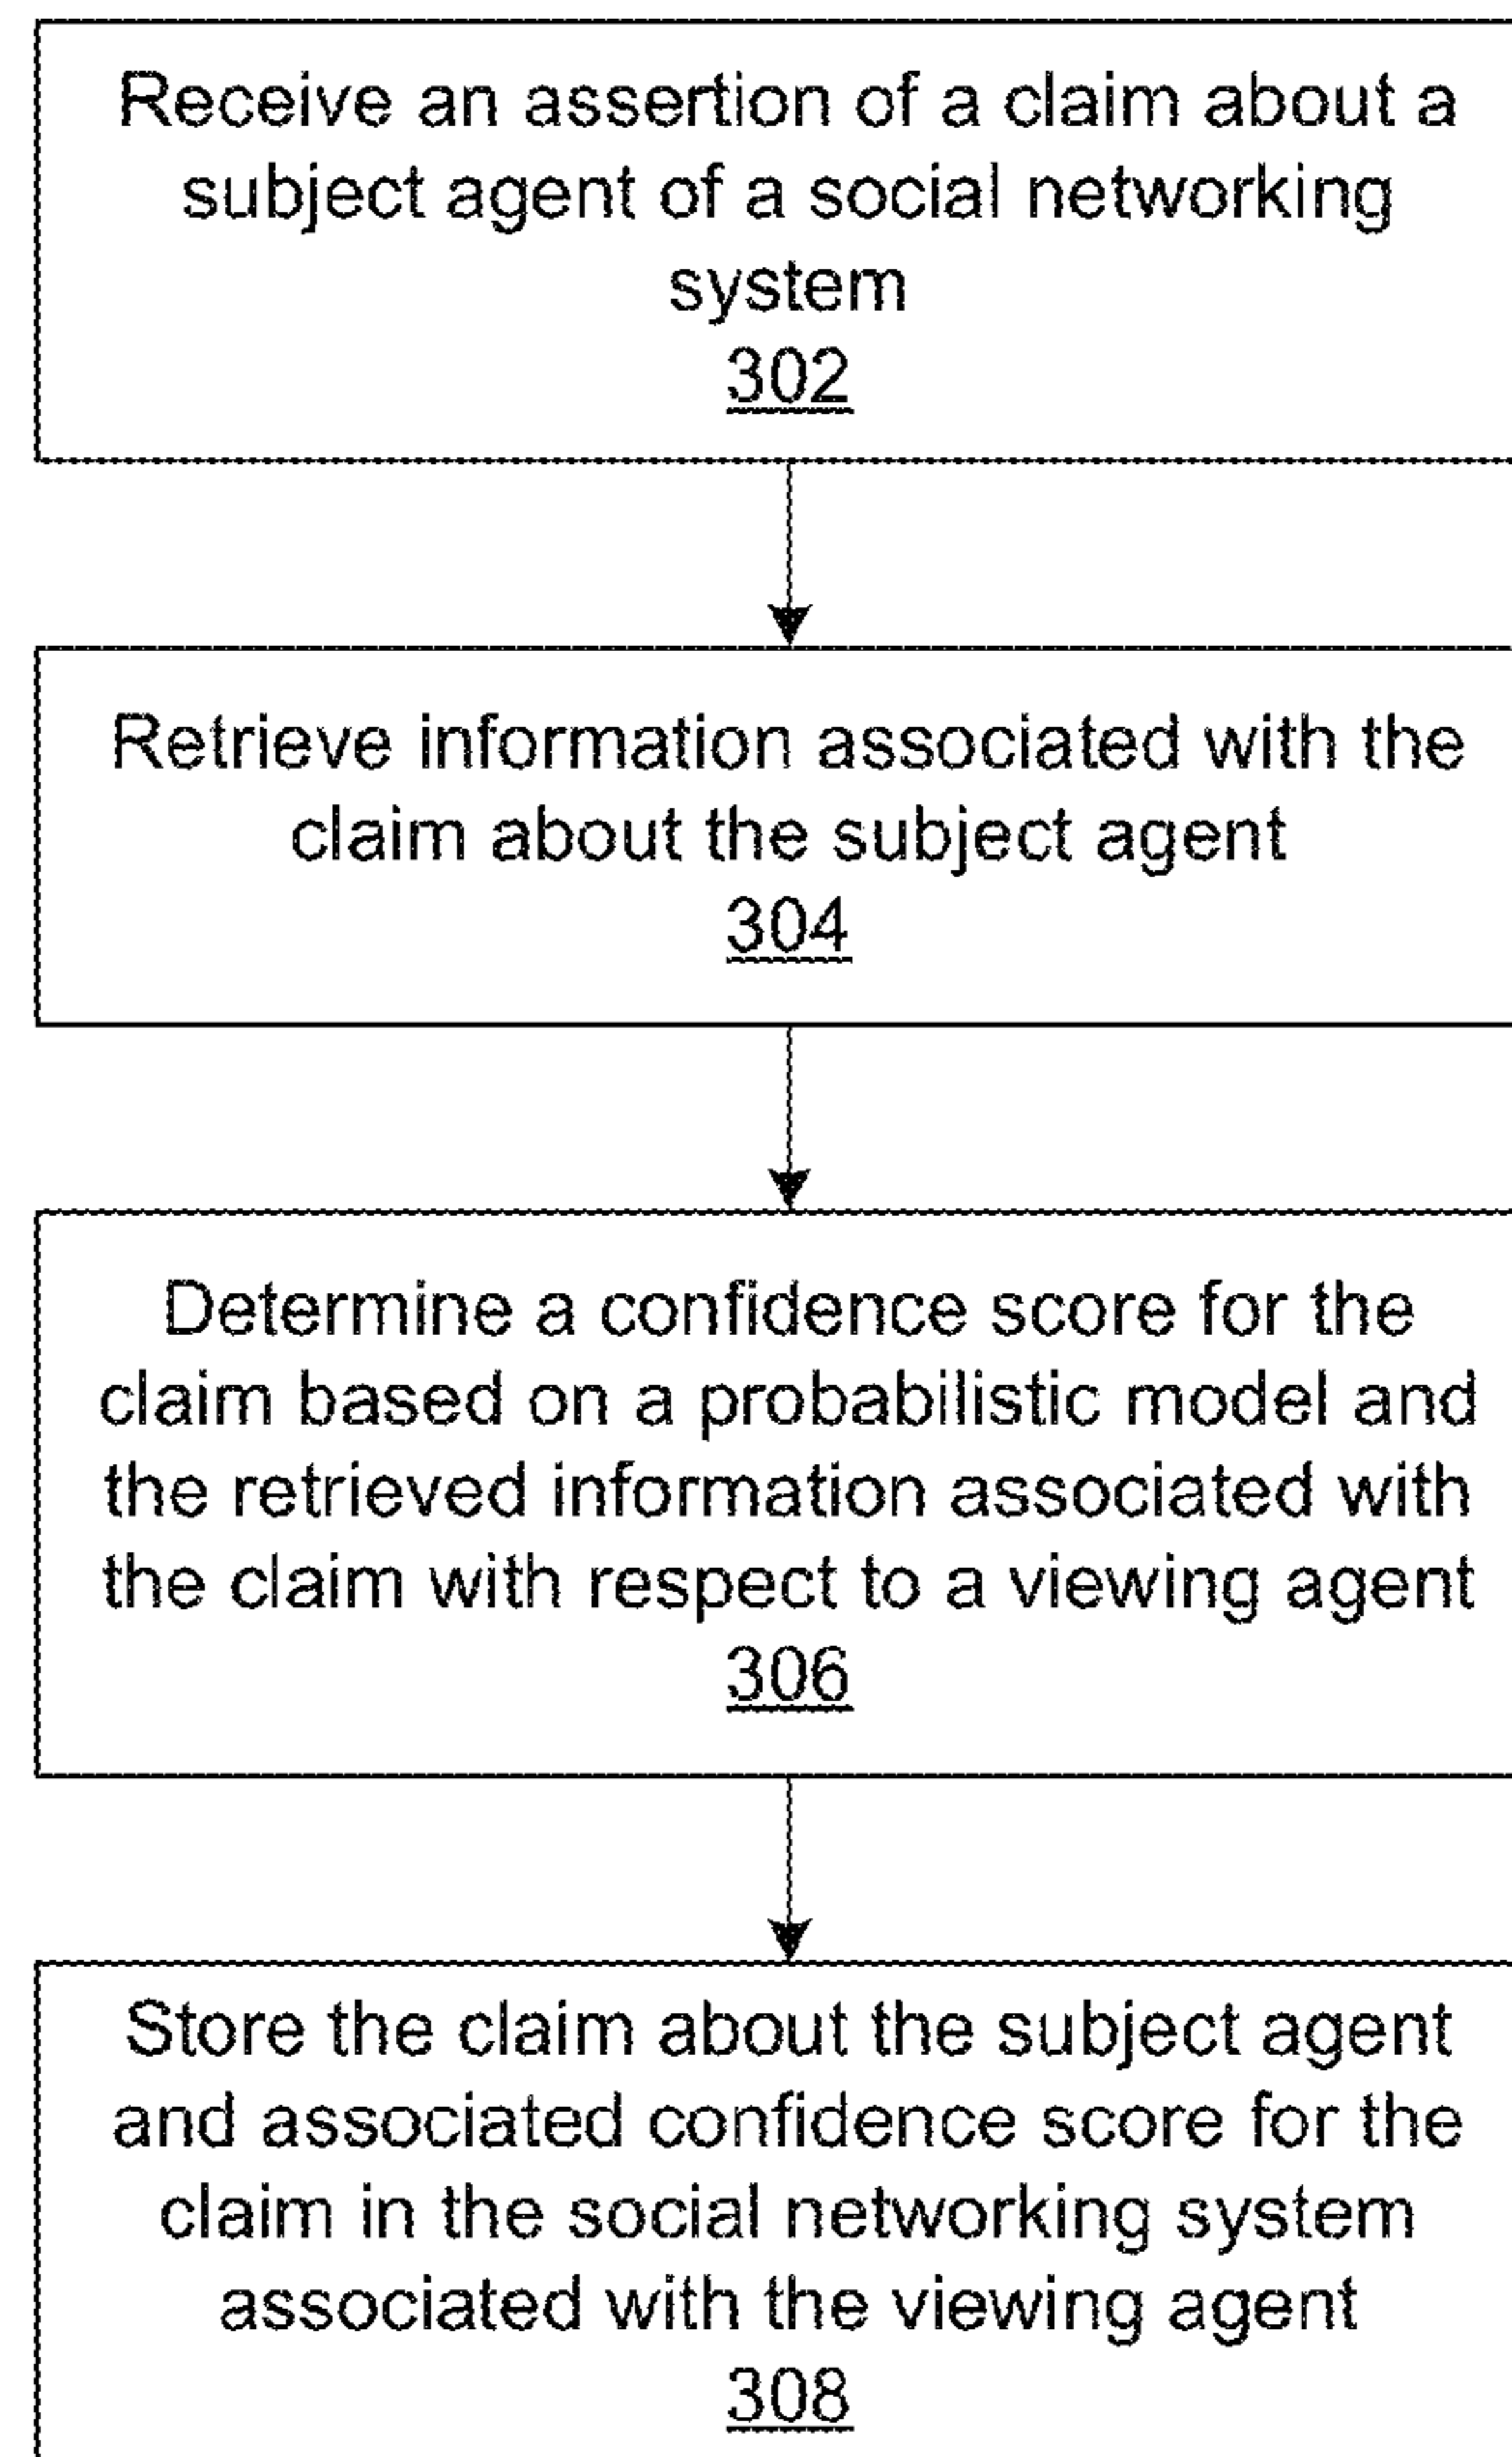 Receive an assertion of a claim about a
subject agent of a social networking
system
302
Retrieve information associated with the
claim about the subject agent
304
Determine a confidence score for the
claim based on a probabilistic model and
the retrieved information associated with
the claim with respect to a viewing agent
306
Store the claim about the subject agent
and associated confidence score for the
claim in the social networking system
associated with the viewing agent
308